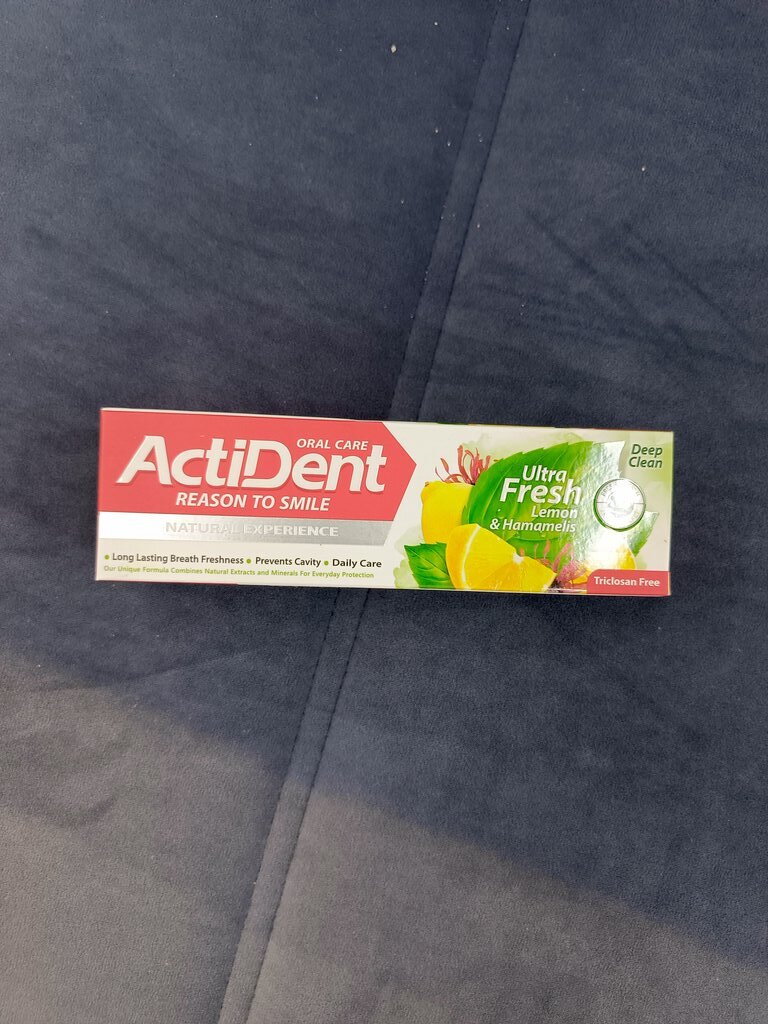 ORAL CARE
ActiDent
REASON TO SMILE
NATURAL EXPERIENCE
• Long Lasting Breath Freshness • Prevents Cavity • Daily Care
Our Unique Formula Combines Natural Extracts and Minerals For Everyday Protection
Ultra
Fresh
Lemon
& Hamamelis
Deep
Clean
Triclosan Free